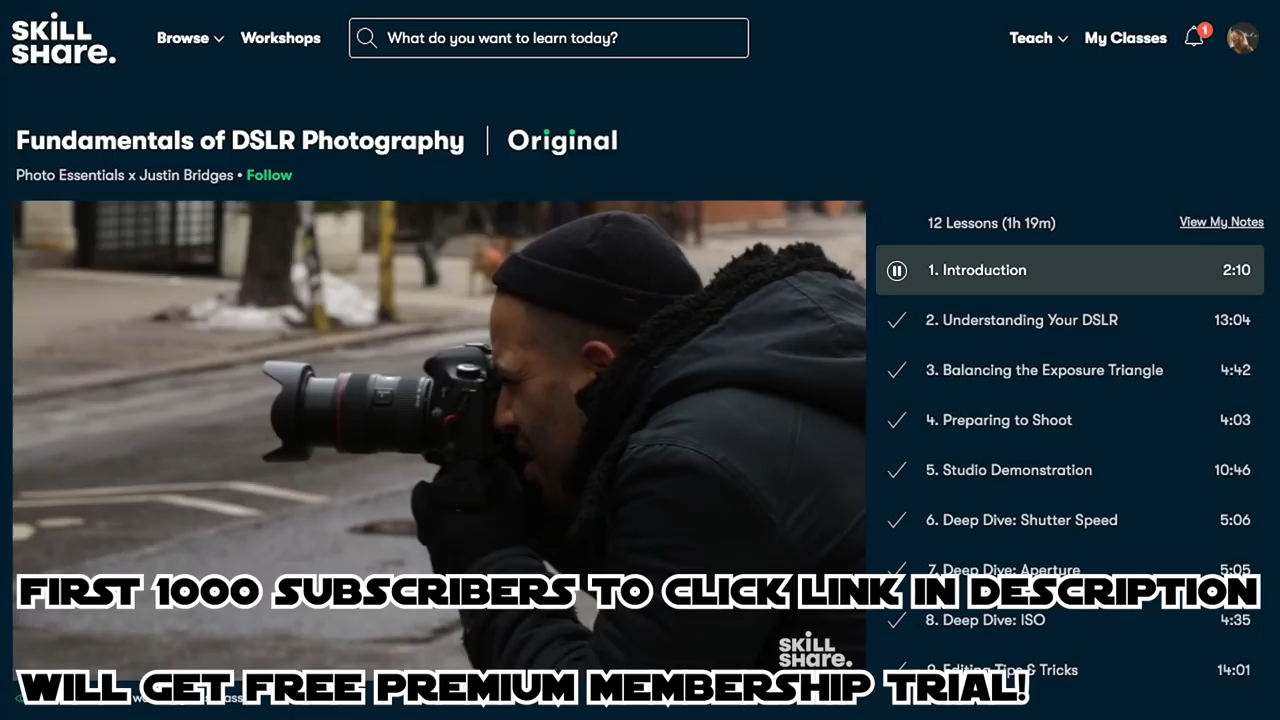 SKILL
SHARE.
Browse
Workshops
What do you want to learn today?
Teach
My Classes
1
Fundamentals of DSLR Photography | Original
Photo Essentials x Justin Bridges • Follow
12 Lessons (1h 19m)
View My Notes
1. Introduction 2:10
2. Understanding Your DSLR 13:04
3. Balancing the Exposure Triangle 4:42
4. Preparing to Shoot 4:03
5. Studio Demonstration 10:46
6. Deep Dive: Shutter Speed 5:06
7. Deep Dive: Aperture 5:05
8. Deep Dive: ISO 4:35
9. Editing Tips & Tricks 14:01
SKILL
SHARE.
FIRST 1000 SUBSCRIBERS TO CLICK LINK IN DESCRIPTION
WILL GET FREE PREMIUM MEMBERSHIP TRIAL!